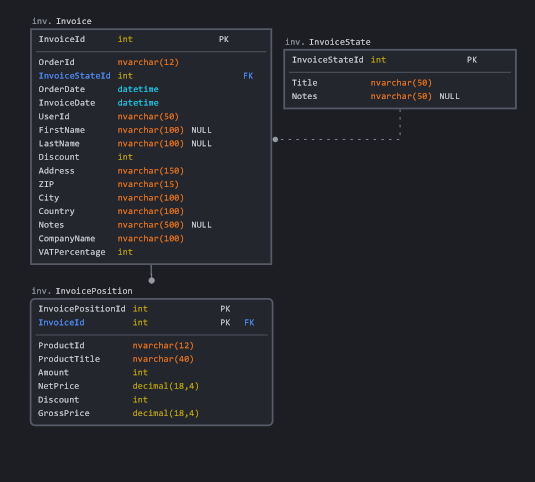 inv. Invoice
InvoiceId int PK
OrderId nvarchar(12)
InvoiceStateId int FK
OrderDate datetime
InvoiceDate datetime
UserId nvarchar(50)
FirstName nvarchar(100) NULL
LastName nvarchar(100) NULL
Discount int
Address nvarchar(150)
ZIP nvarchar(15)
City nvarchar(100)
Country nvarchar(100)
Notes nvarchar(500) NULL
CompanyName nvarchar(100)
VATPercentage int
inv. InvoiceState
InvoiceStateId int PK
Title nvarchar(50)
Notes nvarchar(50) NULL
inv. InvoicePosition
InvoicePositionId int PK
InvoiceId int PK FK
ProductId nvarchar(12)
ProductTitle nvarchar(40)
Amount int
NetPrice decimal(18,4)
Discount int
GrossPrice decimal(18,4)